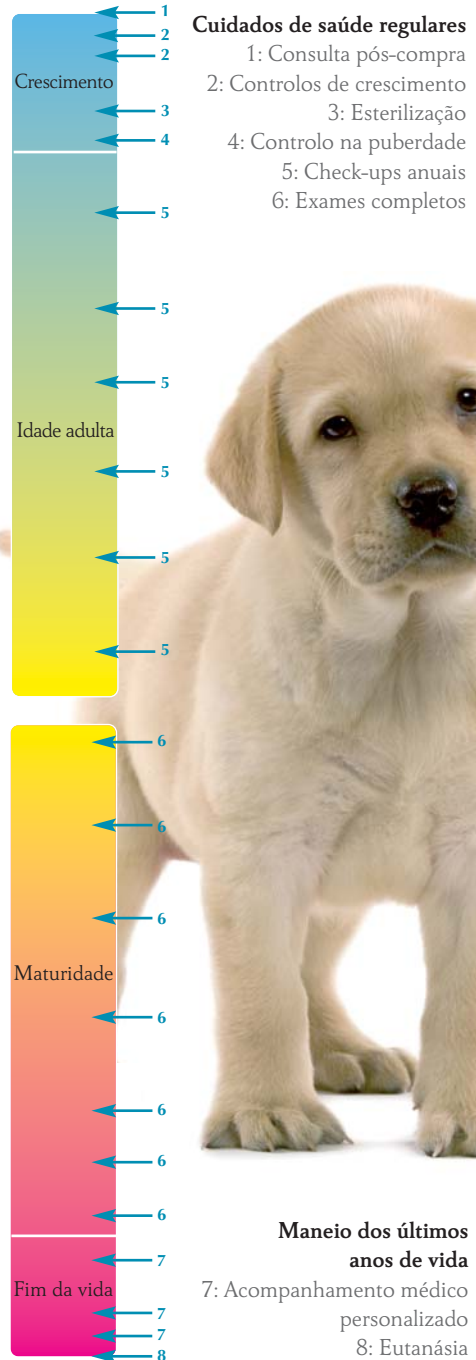 Cuidados de saúde regulares
1: Consulta pós-compra
2: Controlos de crescimento
3: Esterilização
4: Controlo na puberdade
5: Check-ups anuais
6: Exames completos
1
2
2
Crescimento
3
4
5
5
5
Idade adulta
5
5
5
6
6
6
Maturidade
6
6
6
6
Maneio dos últimos
anos de vida
7: Acompanhamento médico
personalizado
8: Eutanásia
7
Fim da vida
7
7
8